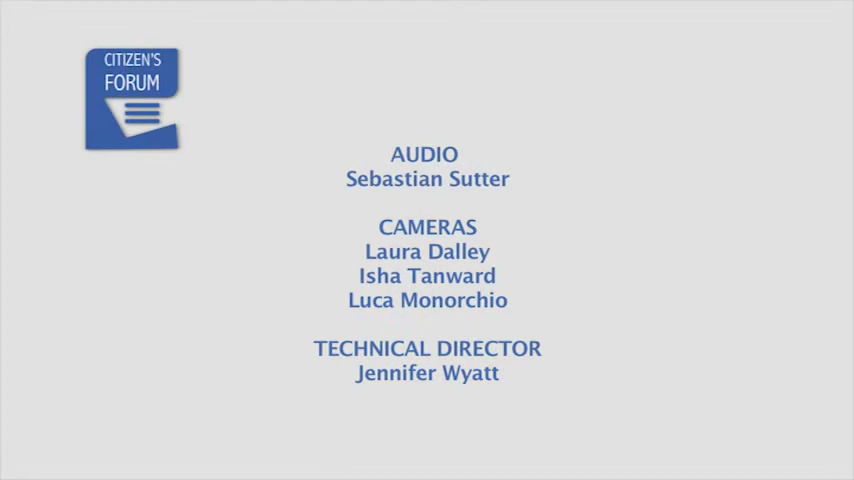 CITIZEN'S
FORUM
AUDIO
Sebastian Sutter
CAMERAS
Laura Dalley
Isha Tanward
Luca Monorchio
TECHNICAL DIRECTOR
Jennifer Wyatt